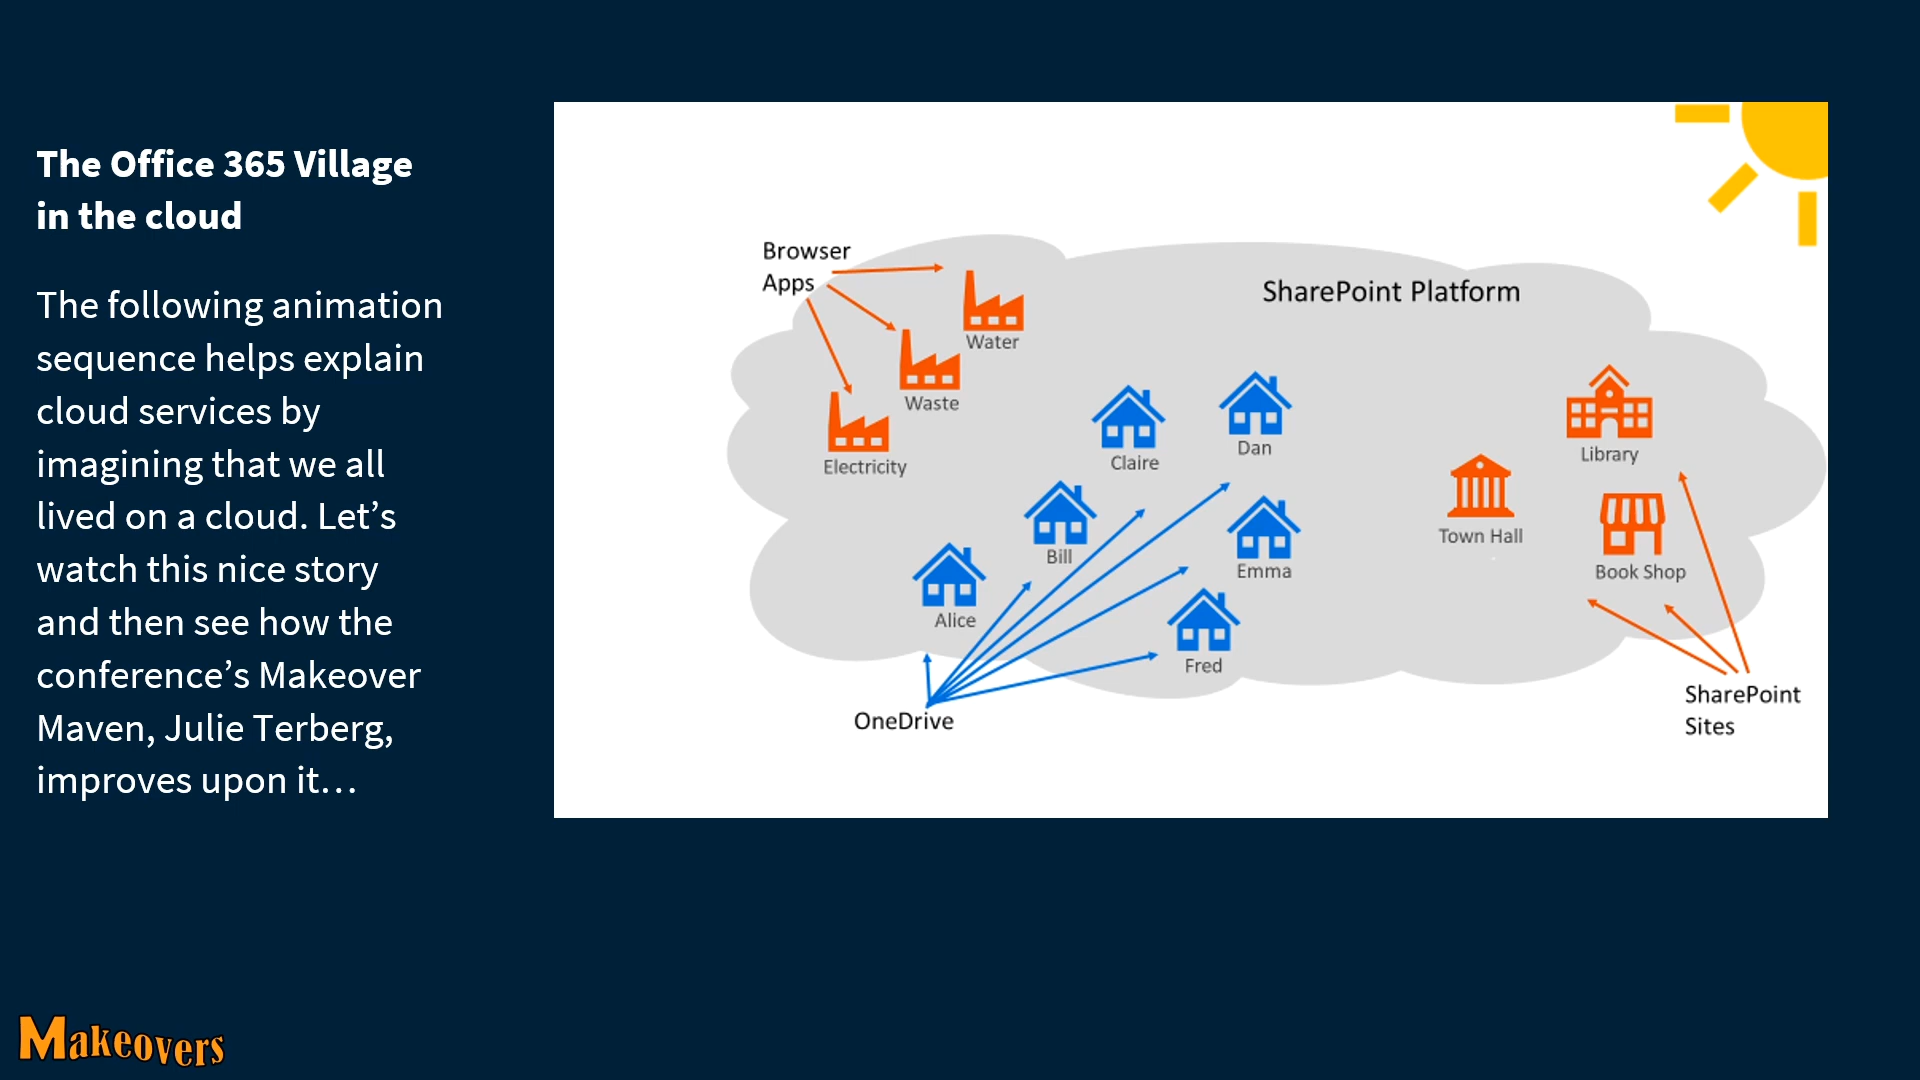 The Office 365 Village
in the cloud
The following animation
sequence helps explain
cloud services by
imagining that we all
lived on a cloud. Let’s
watch this nice story
and then see how the
conference’s Makeover
Maven, Julie Terberg,
improves upon it…
Browser
Apps
SharePoint Platform
Water
Waste
Electricity
Claire
Dan
Library
Town Hall
Bill
Emma
Book Shop
Alice
Fred
OneDrive
SharePoint
Sites
Makeovers